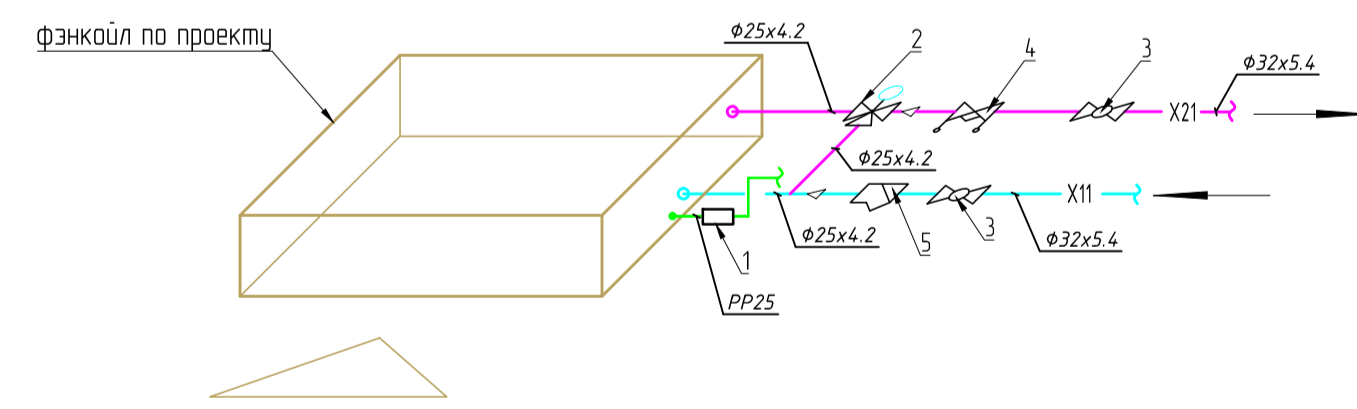 фэнкойл по проекту
Ф25х4.2
2
4
3
Ф32х5.4
Х21
Ф25х4.2
Х11
Ф25х4.2
5
3
Ф32х5.4
1
РР25